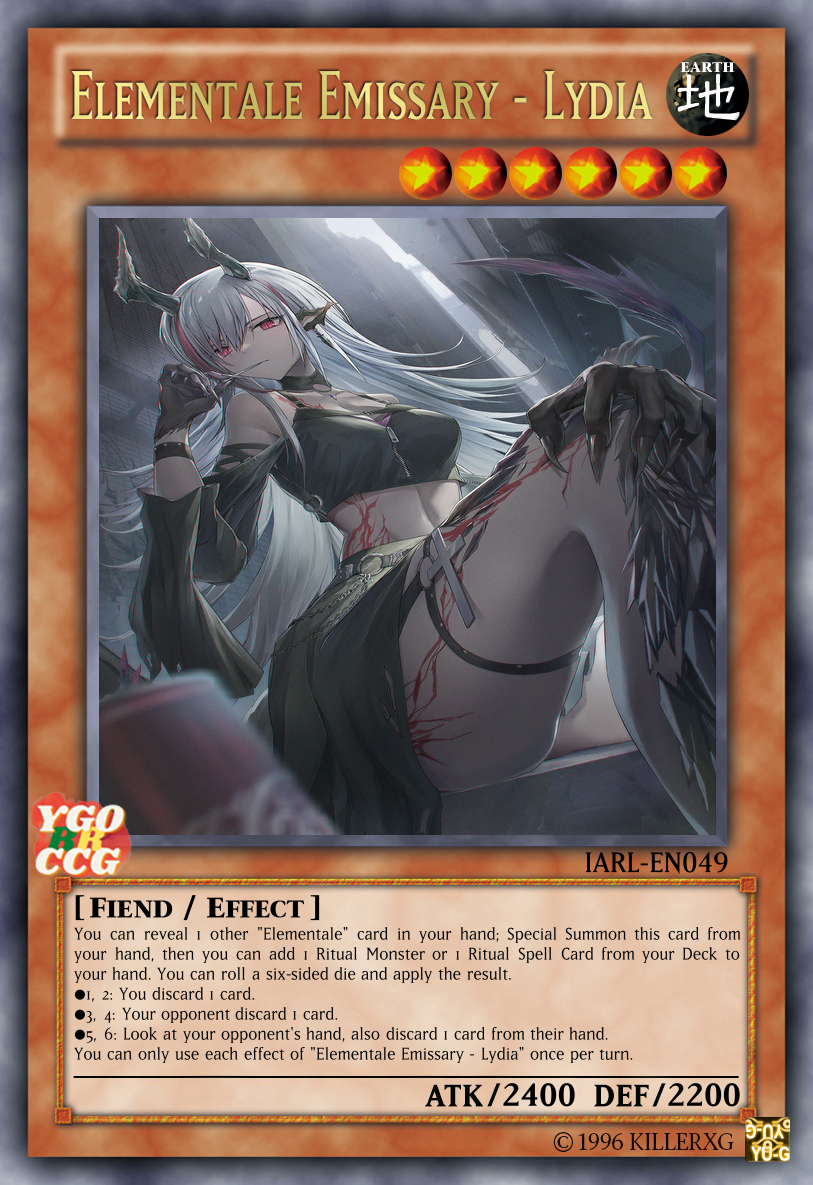 Elementale Emissary - Lydia
EARTH
地
YGO
RR
CCG
IARL-EN049
[ Fiend / Effect ]
You can reveal 1 other "Elementale" card in your hand; Special Summon this card from
your hand, then you can add 1 Ritual Monster or 1 Ritual Spell Card from your Deck to
your hand. You can roll a six-sided die and apply the result.
●1, 2: You discard 1 card.
●3, 4: Your opponent discard 1 card.
●5, 6: Look at your opponent's hand, also discard 1 card from their hand.
You can only use each effect of "Elementale Emissary - Lydia" once per turn.
ATK/2400 DEF/2200
© 1996 KILLERXG